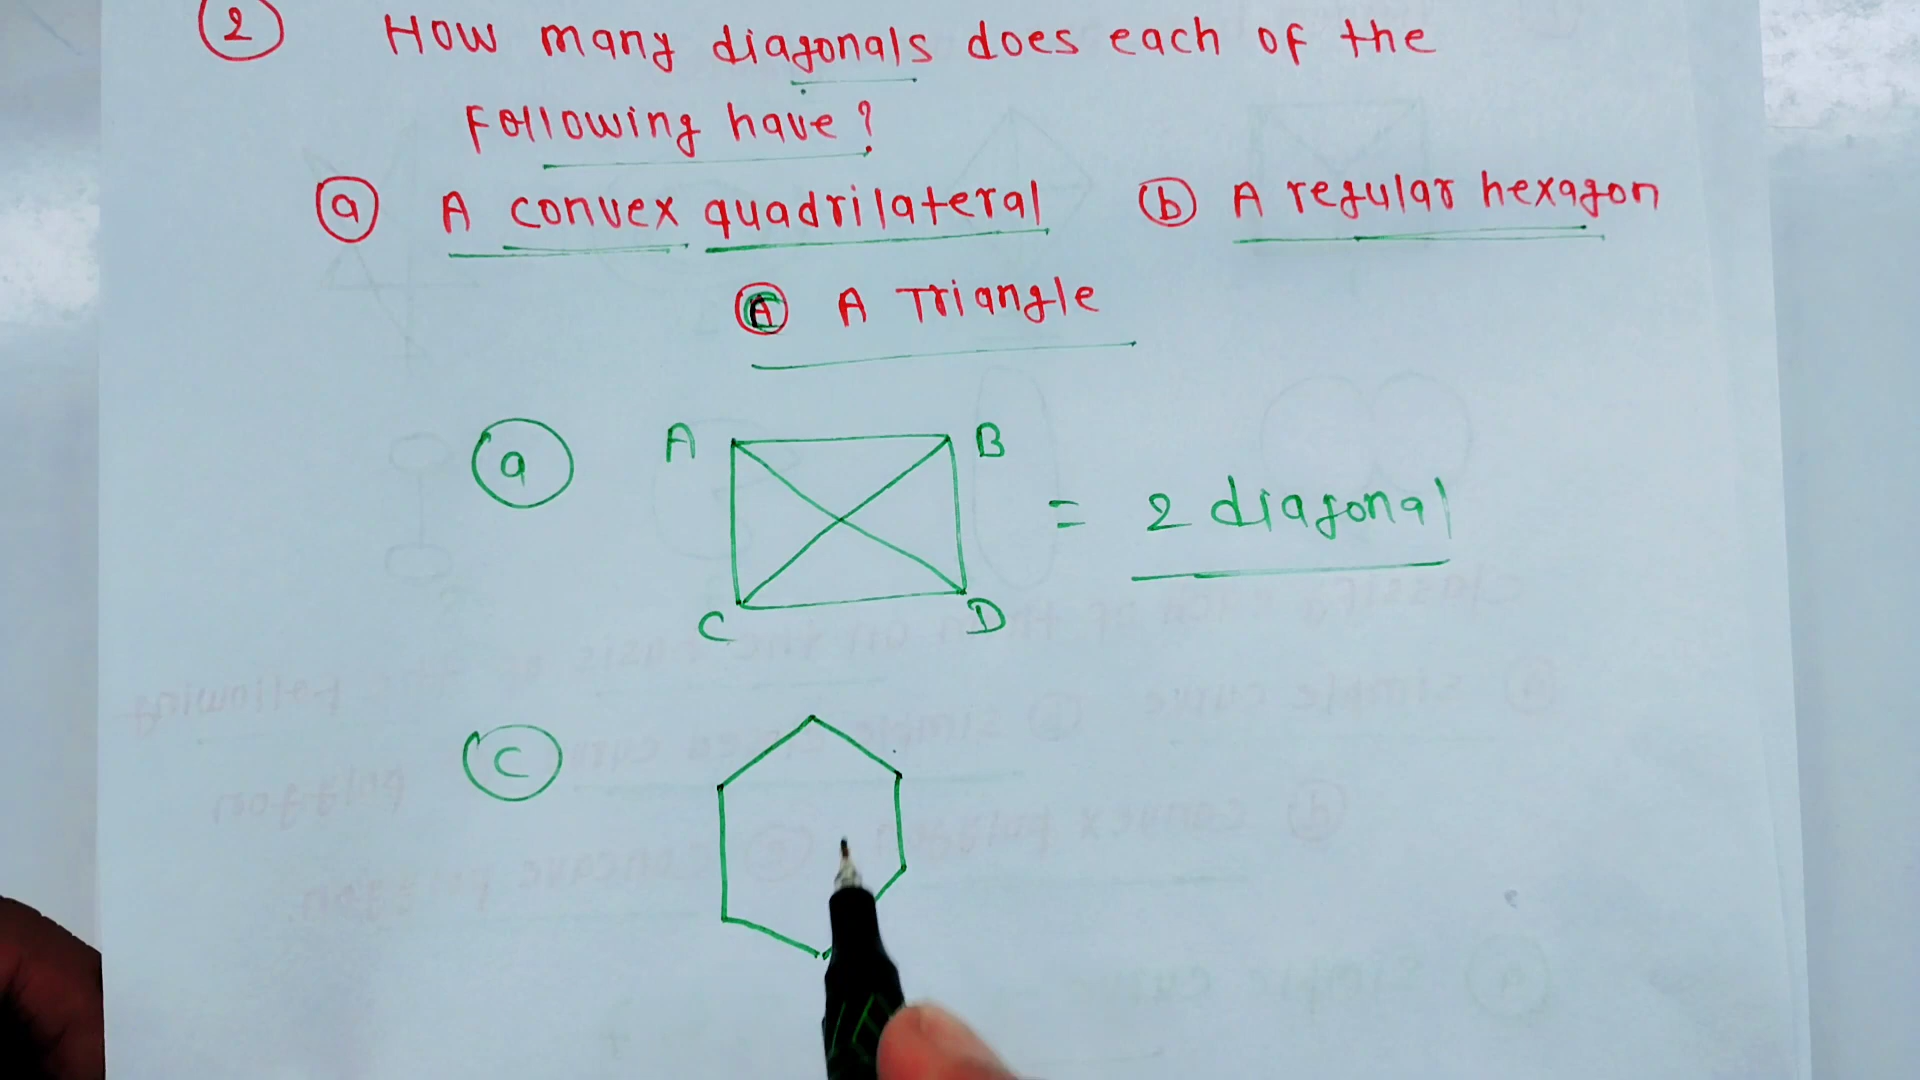 2 How many diagonals does each of the
following have?
a A convex quadrilateral b A regular hexagon
A Triangle
a A B
= 2 diagonal
C D
C